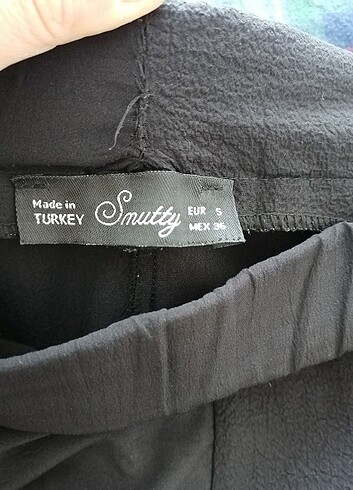 Made in
TURKEY
Smutty
EUR S
MEX 36